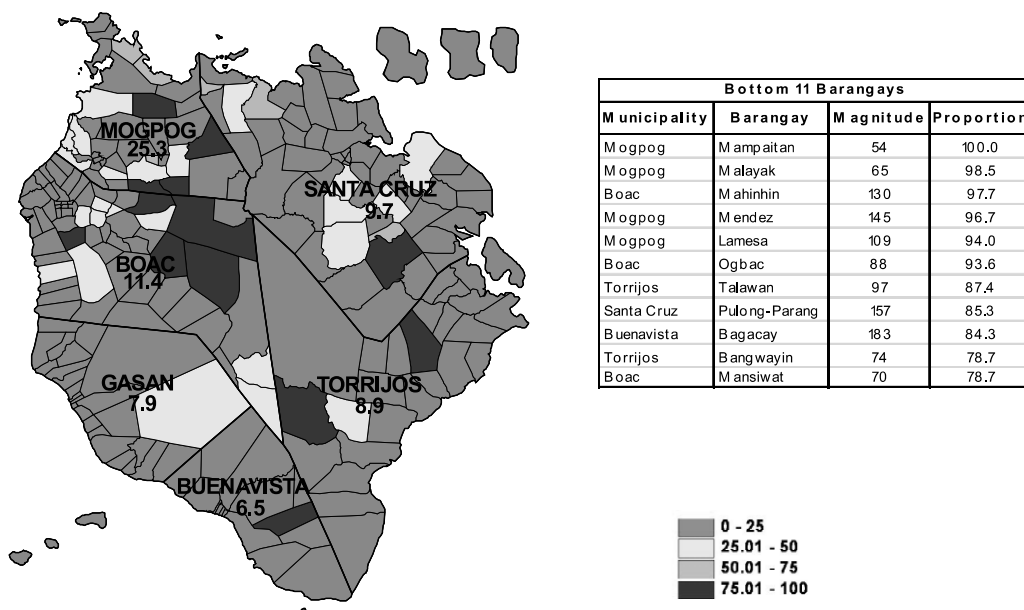 MOGPOG
25.3
SANTA CRUZ
9.7
BOAC
11.4
GASAN
7.9
TORRIJOS
8.9
BUENAVISTA
6.5
Bottom 11 Barangays
Municipality Barangay Magnitude Proportion
Mogpog Mampaitan 54 100.0
Mogpog Malayak 65 98.5
Boac Mahinhin 130 97.7
Mogpog Mendez 145 96.7
Mogpog Lamesa 109 94.0
Boac Ogbac 88 93.6
Torrijos Talawan 97 87.4
Santa Cruz Pulong-Parang 157 85.3
Buenavista Bagacay 183 84.3
Torrijos Bangwayin 74 78.7
Boac Mansiwat 70 78.7
0 - 25
25.01 - 50
50.01 - 75
75.01 - 100